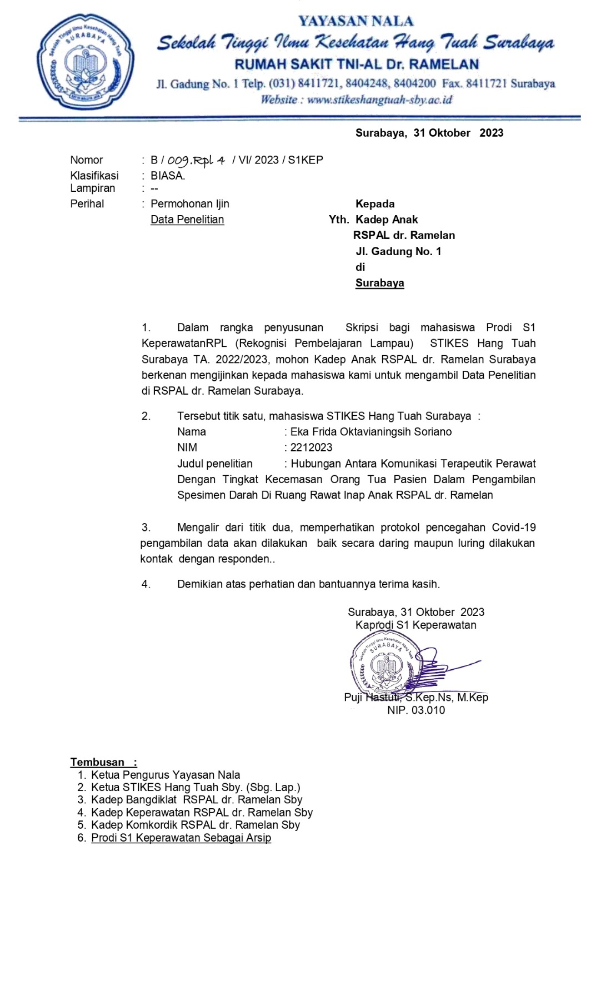 YAYASAN NALA
Sekolah Tinggi Ilmu Kesehatan Hang Tuah Surabaya
RUMAH SAKIT TNI-AL Dr. RAMELAN
Jl. Gadung No. 1 Telp. (031) 8411721, 8404248, 8404200 Fax. 8411721 Surabaya
Website : www.stikeshangtuah-sby.ac.id
Sekolah Tinggi Ilmu Kesehatan Hang Tuah
SURABAYA
Surabaya, 31 Oktober 2023
Nomor : B / 009.Rpl 4 / VI/ 2023 / S1KEP
Klasifikasi : BIASA.
Lampiran : --
Perihal : Permohonan Ijin
Data Penelitian
Kepada
Yth. Kadep Anak
RSPAL dr. Ramelan
Jl. Gadung No. 1
di
Surabaya
1. Dalam rangka penyusunan Skripsi bagi mahasiswa Prodi S1
KeperawatanRPL (Rekognisi Pembelajaran Lampau) STIKES Hang Tuah
Surabaya TA. 2022/2023, mohon Kadep Anak RSPAL dr. Ramelan Surabaya
berkenan mengijinkan kepada mahasiswa kami untuk mengambil Data Penelitian
di RSPAL dr. Ramelan Surabaya.
2. Tersebut titik satu, mahasiswa STIKES Hang Tuah Surabaya :
Nama : Eka Frida Oktavianingsih Soriano
NIM : 2212023
Judul penelitian : Hubungan Antara Komunikasi Terapeutik Perawat
Dengan Tingkat Kecemasan Orang Tua Pasien Dalam Pengambilan
Spesimen Darah Di Ruang Rawat Inap Anak RSPAL dr. Ramelan
3. Mengalir dari titik dua, memperhatikan protokol pencegahan Covid-19
pengambilan data akan dilakukan baik secara daring maupun luring dilakukan
kontak dengan responden..
4. Demikian atas perhatian dan bantuannya terima kasih.
Surabaya, 31 Oktober 2023
Kaprodi S1 Keperawatan
Sekolah Tinggi Ilmu Kesehatan Hang Tuah
SURABAYA
Puji Hastuti, S.Kep.Ns, M.Kep
NIP. 03.010
Tembusan :
1. Ketua Pengurus Yayasan Nala
2. Ketua STIKES Hang Tuah Sby. (Sbg. Lap.)
3. Kadep Bangdiklat RSPAL dr. Ramelan Sby
4. Kadep Keperawatan RSPAL dr. Ramelan Sby
5. Kadep Komkordik RSPAL dr. Ramelan Sby
6. Prodi S1 Keperawatan Sebagai Arsip